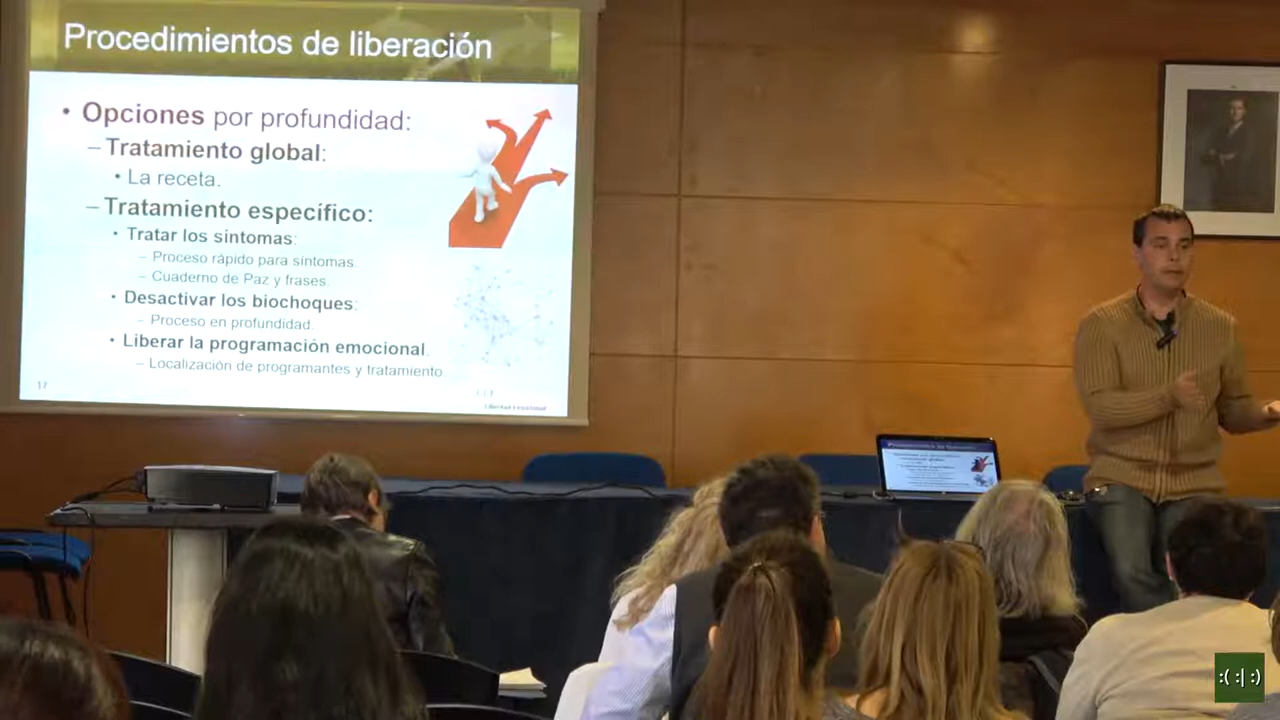 Procedimientos de liberación
• Opciones por profundidad:
– Tratamiento global:
• La receta.
– Tratamiento específico:
• Tratar los síntomas:
– Proceso rápido para síntomas.
– Cuaderno de Paz y frases.
• Desactivar los biochoques:
– Proceso en profundidad.
• Liberar la programación emocional.
– Localización de programantes y tratamiento
17
Libertad Emocional
:( :| :)